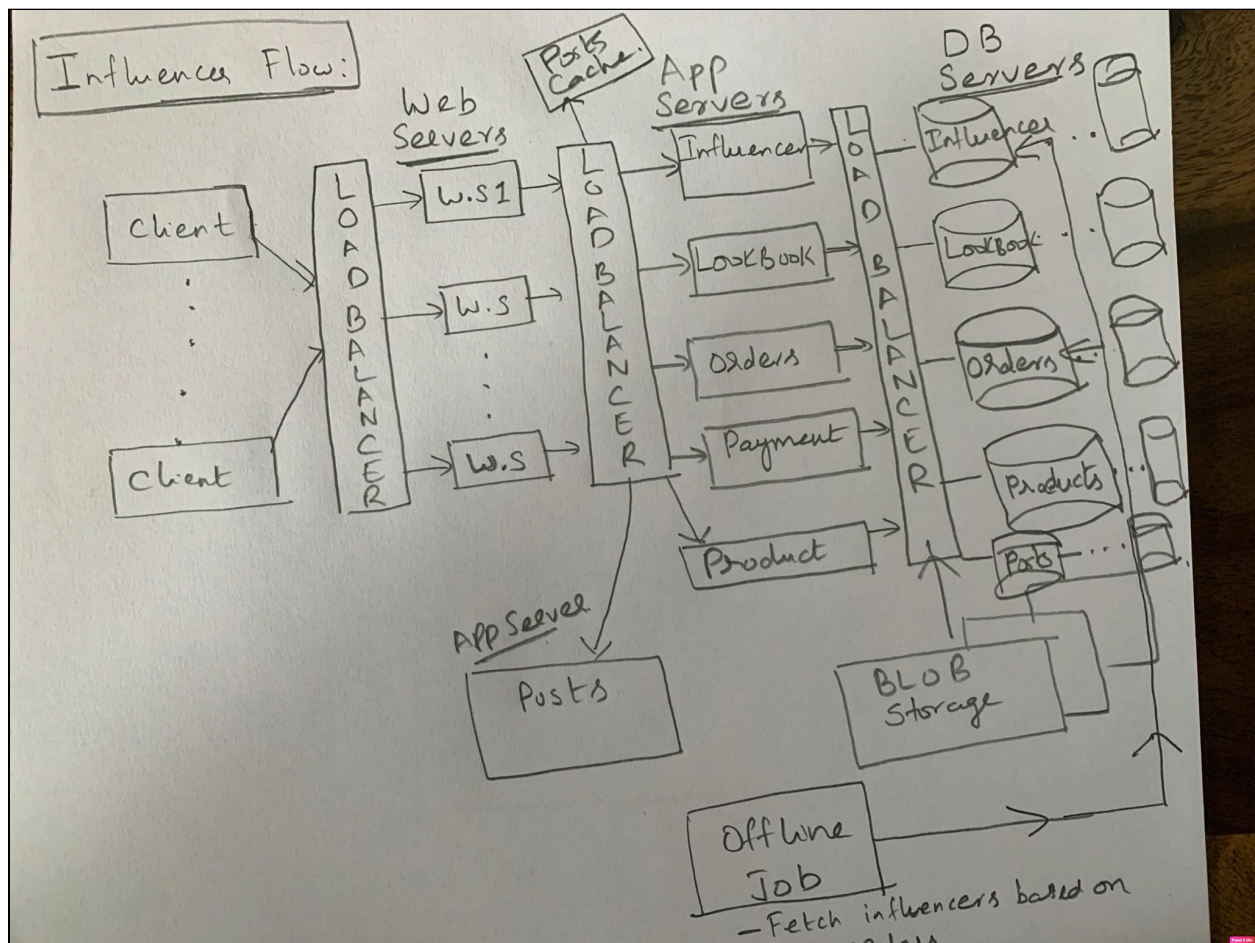 Influencer Flow:
Posts
Cache
Web
Servers
App
Servers
DB
Servers
Client
Client
LOAD BALANCER
W.S1
W.S
W.S
LOAD BALANCER
Influencer
LookBook
Orders
Payment
Product
LOAD BALANCER
Influencer
LookBook
Orders
Products
Posts
App Server
Posts
BLOB
Storage
Offline
Job
- Fetch influencers based on